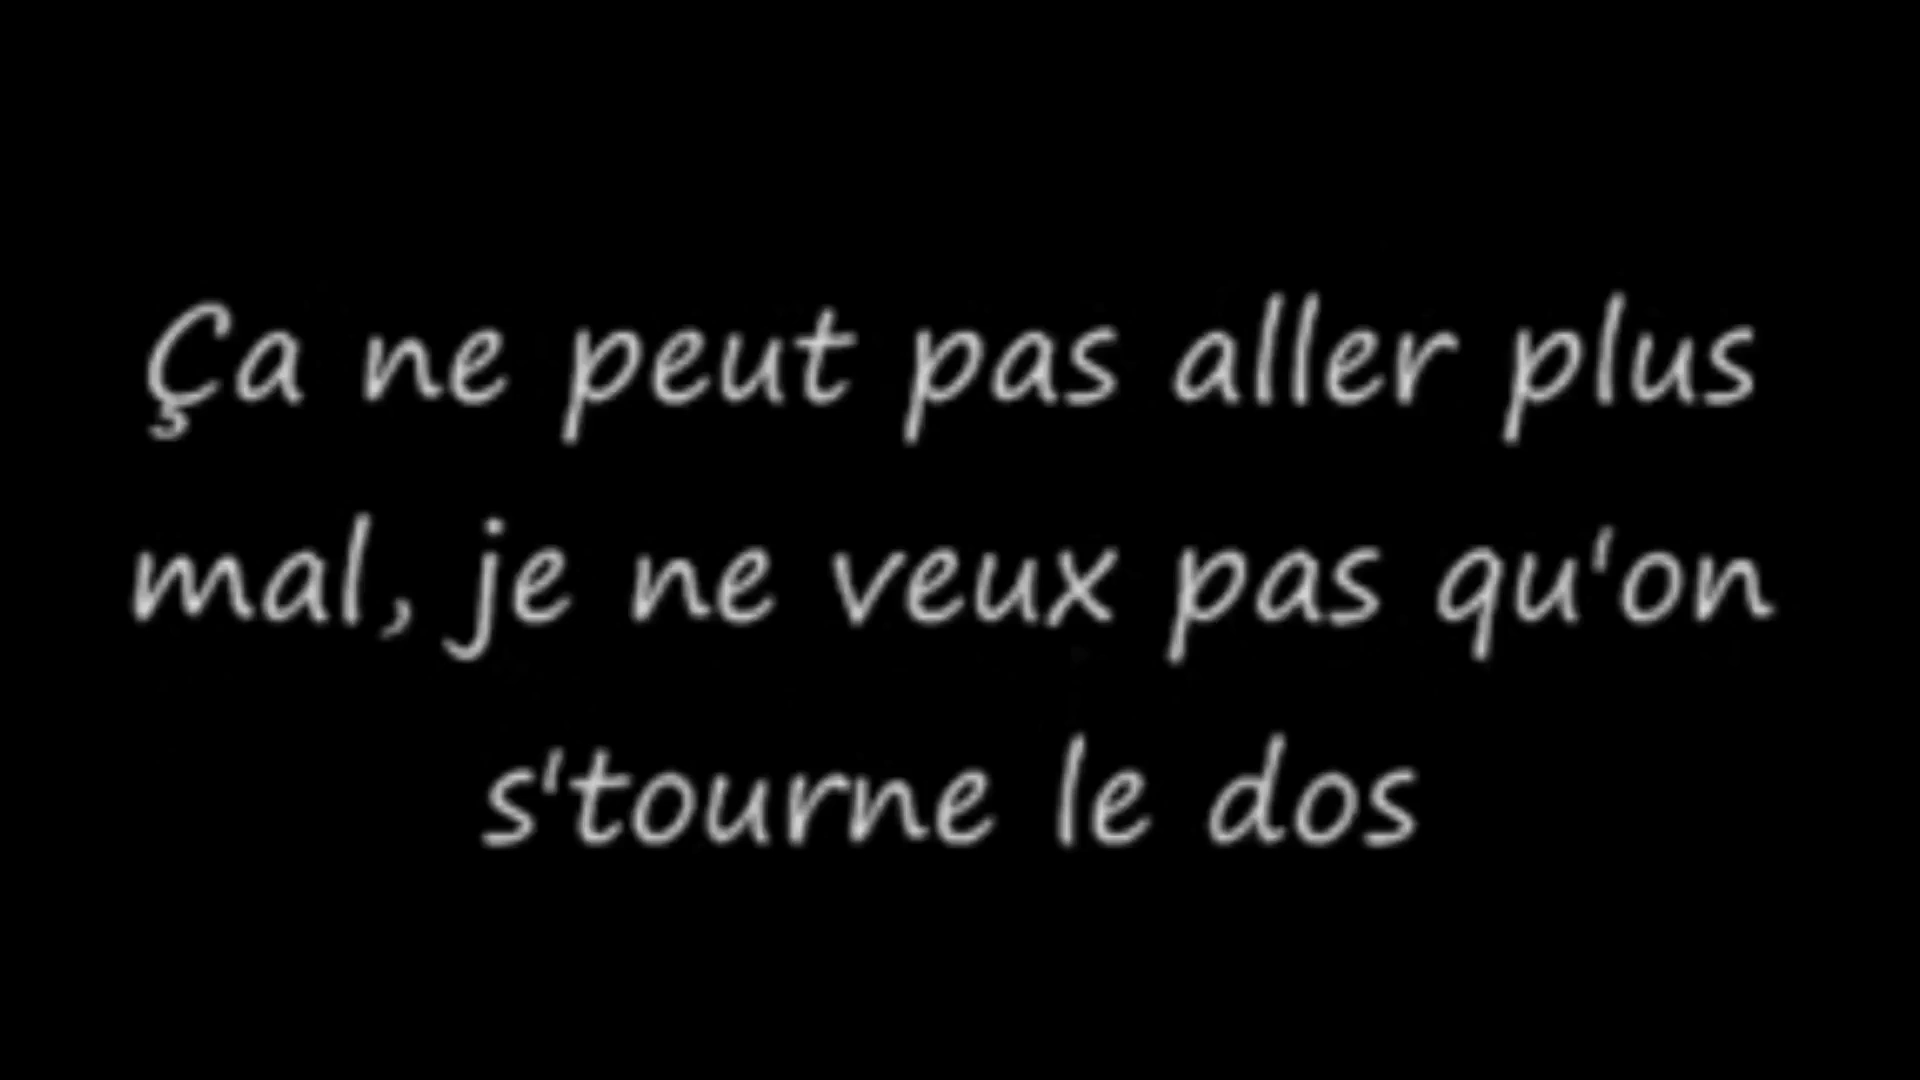 Ça ne peut pas aller plus
mal, je ne veux pas qu'on
s'tourne le dos